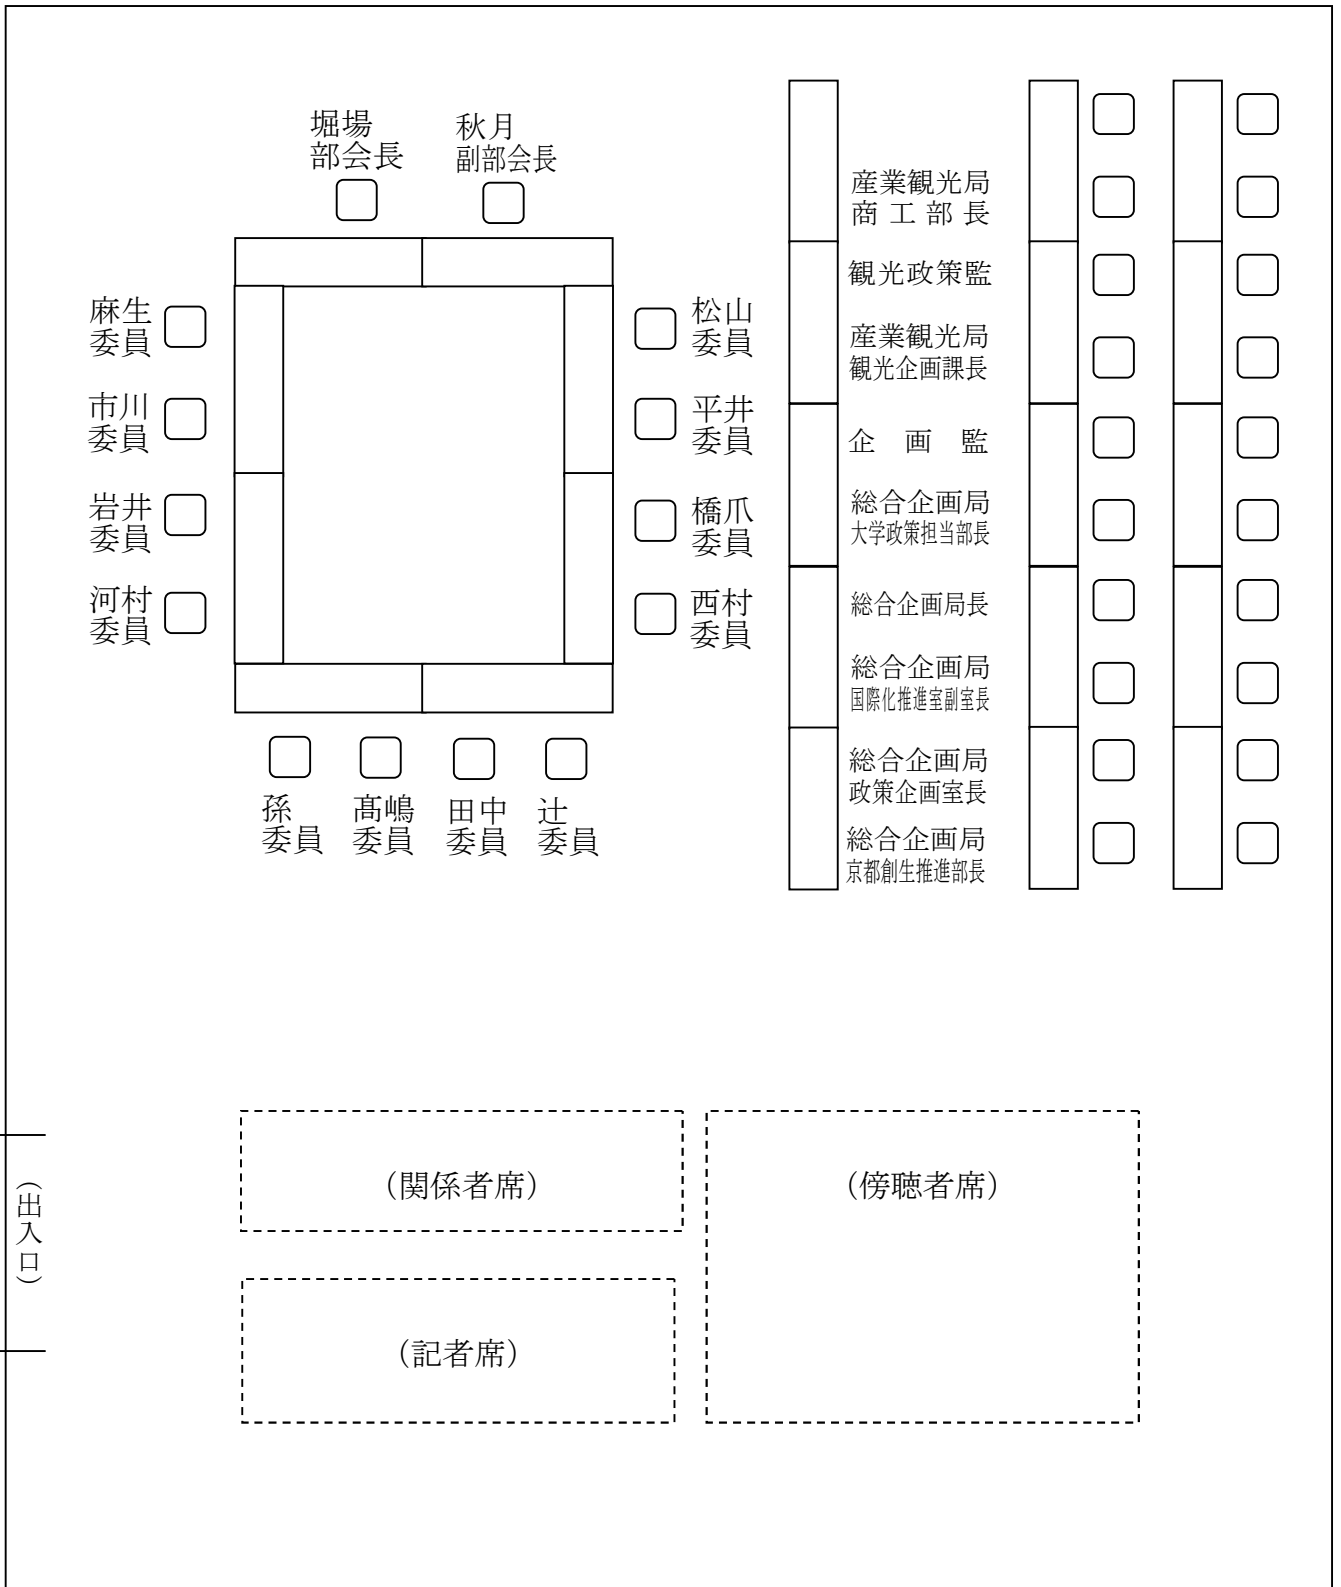 堀場
部会長
秋月
副部会長
麻生
委員
市川
委員
岩井
委員
河村
委員
松山
委員
平井
委員
橋爪
委員
西村
委員
孫
委員
髙嶋
委員
田中
委員
辻
委員
産業観光局
商工部長
観光政策監
産業観光局
観光企画課長
企画監
総合企画局
大学政策担当部長
総合企画局長
総合企画局
国際化推進室副室長
総合企画局
政策企画室長
総合企画局
京都創生推進部長
（関係者席）
（傍聴者席）
（記者席）
（出入口）